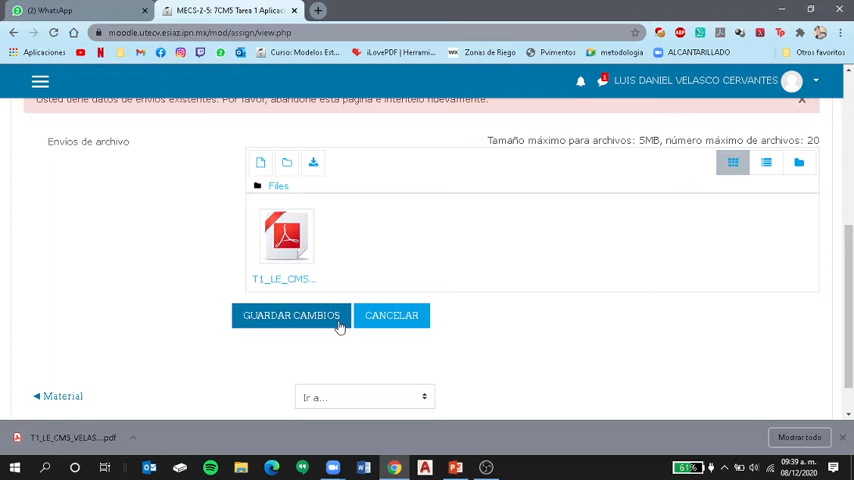 (2) WhatsApp
MECS-2-5: 7CM5 Tarea 1 Aplicaci
moodle.utecv.esiaz.ipn.mx/mod/assign/view.php
Aplicaciones
Curso: Modelos Est...
iLovePDF | Herrami...
Zonas de Riego
Pvimentos
metodologia
ALCANTARILLADO
Otros favoritos
LUIS DANIEL VELASCO CERVANTES
Usted tiene datos de envíos existentes. Por favor, abandone esta página e inténtelo nuevamente.
Envíos de archivo
Tamaño máximo para archivos: 5MB, número máximo de archivos: 20
Files
T1_LE_CM5...
GUARDAR CAMBIOS
CANCELAR
Material
Ir a...
T1_LE_CM5_VELAS....pdf
Mostrar todo
61%
09:39 a. m.
08/12/2020